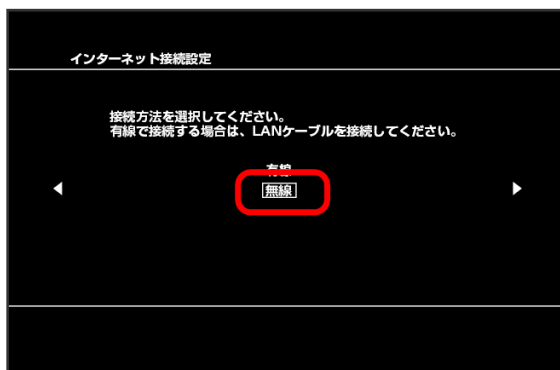 インターネット接続設定
接続方法を選択してください。
有線で接続する場合は、LANケーブルを接続してください。
有線
無線